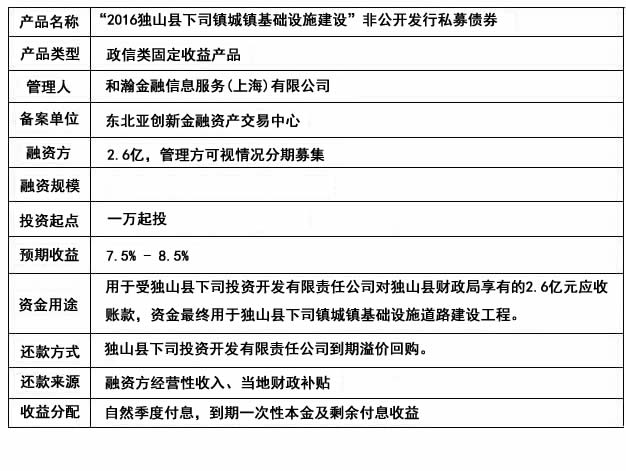 产品名称 “2016独山县下司镇城镇基础设施建设”非公开发行私募债券
产品类型 政信类固定收益产品
管理人 和瀚金融信息服务(上海)有限公司
备案单位 东北亚创新金融资产交易中心
融资方 2.6亿，管理方可视情况分期募集
融资规模
投资起点 一万起投
预期收益 7.5% - 8.5%
资金用途 用于受独山县下司投资开发有限责任公司对独山县财政局享有的2.6亿元应收
账款，资金最终用于独山县下司镇城镇基础设施道路建设工程。
还款方式 独山县下司投资开发有限责任公司到期溢价回购。
还款来源 融资方经营性收入、当地财政补贴
收益分配 自然季度付息，到期一次性本金及剩余付息收益